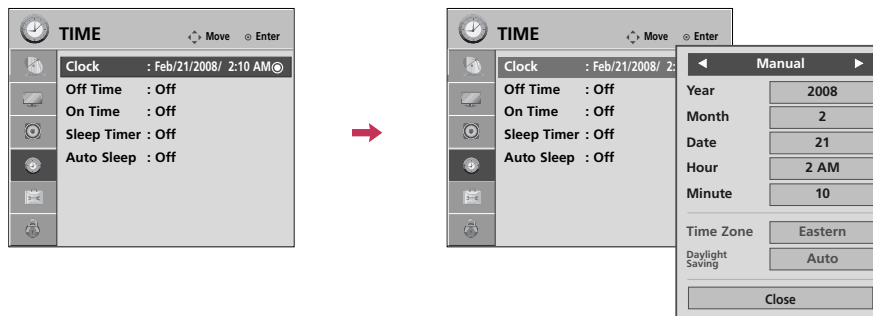 TIME
Move Enter
Clock : Feb/21/2008/ 2:10 AM
Off Time : Off
On Time : Off
Sleep Timer : Off
Auto Sleep : Off
TIME
Move Enter
Clock : Feb/21/2008/ 2:
Off Time : Off
On Time : Off
Sleep Timer : Off
Auto Sleep : Off
Manual
Year 2008
Month 2
Date 21
Hour 2 AM
Minute 10
Time Zone Eastern
Daylight
Saving Auto
Close